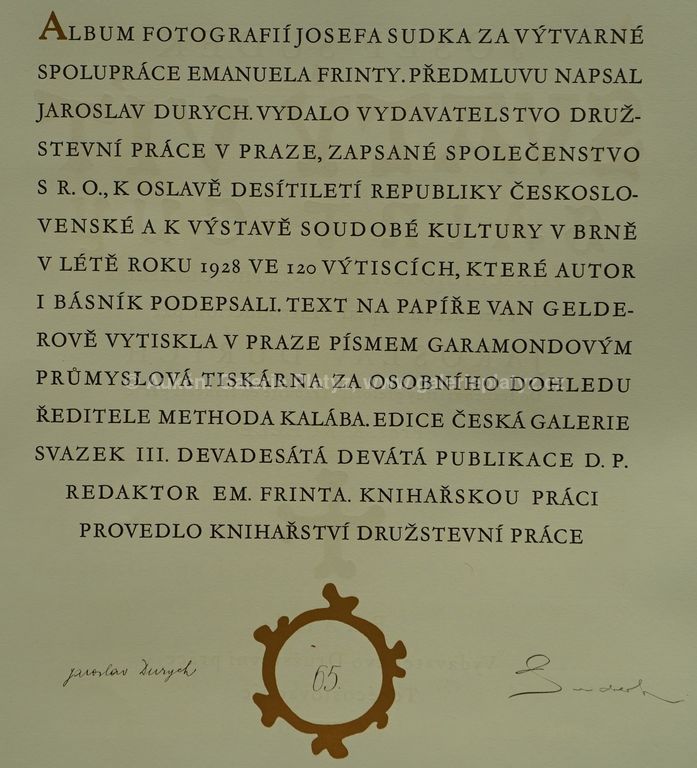 ALBUM FOTOGRAFIÍ JOSEFA SUDKA ZA VÝTVARNÉ
SPOLUPRÁCE EMANUELA FRINTY. PŘEDMLUVU NAPSAL
JAROSLAV DURYCH. VYDALO VYDAVATELSTVO DRUŽ-
STEVNÍ PRÁCE V PRAZE, ZAPSANÉ SPOLEČENSTVO
S R. O., K OSLAVĚ DESÍTILETÍ REPUBLIKY ČESKOSLO-
VENSKÉ A K VÝSTAVĚ SOUDOBÉ KULTURY V BRNĚ
V LÉTĚ ROKU 1928 VE 120 VÝTISCÍCH, KTERÉ AUTOR
I BÁSNÍK PODEPSALI. TEXT NA PAPÍŘE VAN GELDE-
ROVĚ VYTISKLA V PRAZE PÍSMEM GARAMONDOVÝM
PRŮMYSLOVÁ TISKÁRNA ZA OSOBNÍHO DOHLEDU
ŘEDITELE METHODA KALÁBA. EDICE ČESKÁ GALERIE
SVAZEK III. DEVADESÁTÁ DEVÁTÁ PUBLIKACE D. P.
REDAKTOR EM. FRINTA. KNIHAŘSKOU PRÁCI
PROVEDLO KNIHAŘSTVÍ DRUŽSTEVNÍ PRÁCE
Jaroslav Durych
65.
Sudek